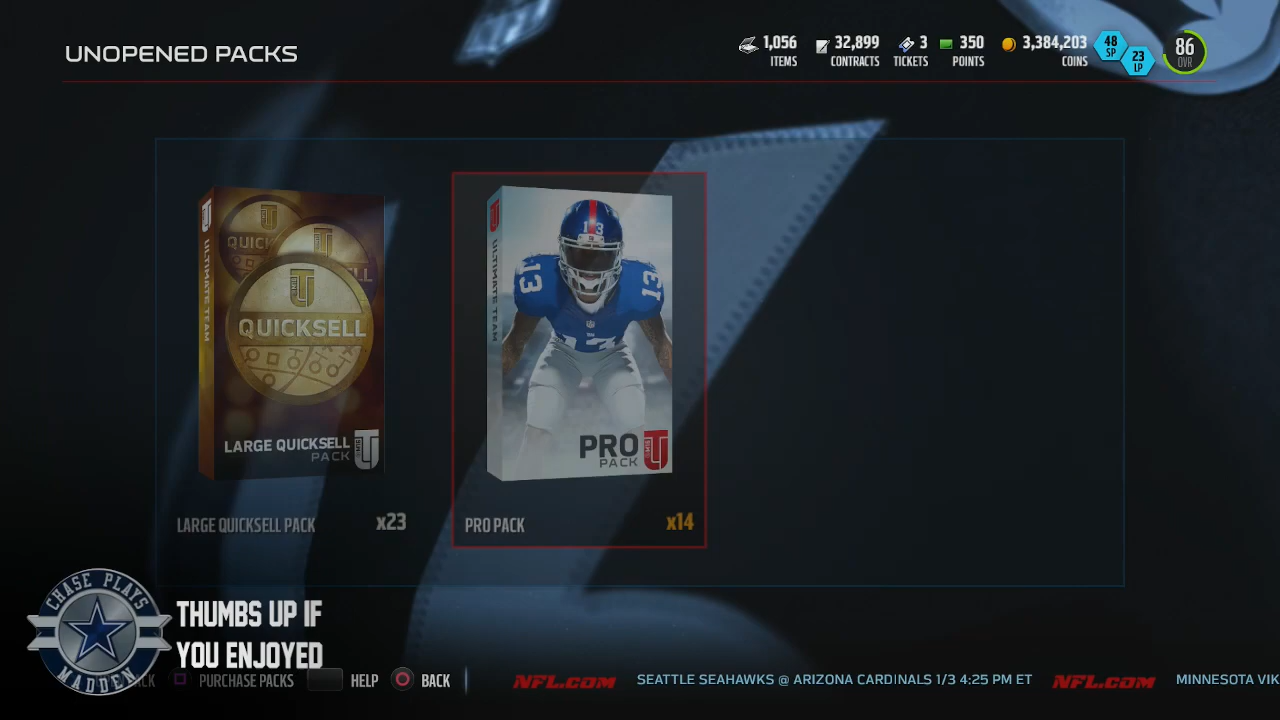 UNOPENED PACKS
1,056 ITEMS
32,899 CONTRACTS
3 TICKETS
350 POINTS
3,384,203 COINS
48 SP
23 LP
86 OVR
ULTIMATE TEAM
QUICKSELL
LARGE QUICKSELL
PACK
ULTIMATE TEAM
13
13 13
PRO
PACK
LARGE QUICKSELL PACK x23
PRO PACK x14
CHASE PLAYS
MADDEN
THUMBS UP IF
YOU ENJOYED
PURCHASE PACKS HELP BACK
NFL.COM SEATTLE SEAHAWKS @ ARIZONA CARDINALS 1/3 4:25 PM ET NFL.COM MINNESOTA VIK